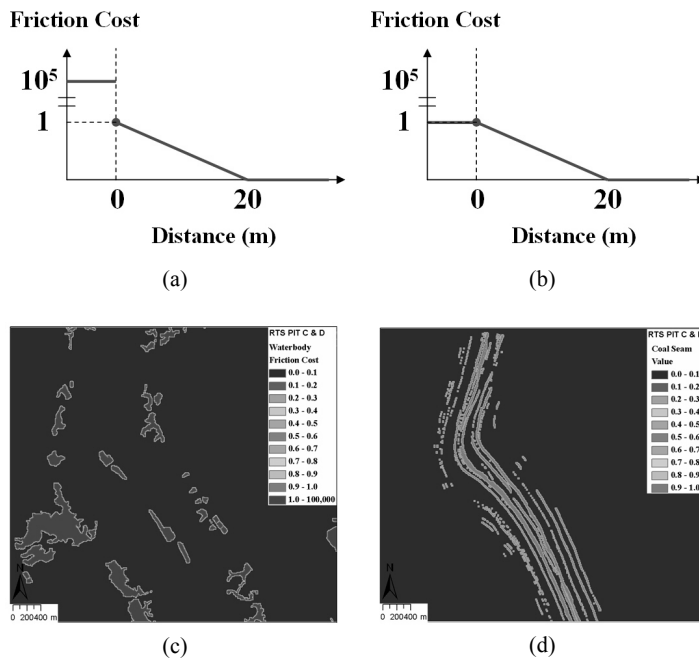 Friction Cost
10⁵
1
0
20
Distance (m)
(a)
Friction Cost
10⁵
1
0
20
Distance (m)
(b)
RTS PIT C & D
Waterbody
Friction Cost
0.0 - 0.1
0.1 - 0.2
0.2 - 0.3
0.3 - 0.4
0.4 - 0.5
0.5 - 0.6
0.6 - 0.7
0.7 - 0.8
0.8 - 0.9
0.9 - 1.0
1.0 - 100,000
N
0 200400 m
(c)
RTS PIT C &
Coal Seam
Value
0.0 - 0.1
0.1 - 0.2
0.2 - 0.3
0.3 - 0.4
0.4 - 0.5
0.5 - 0.6
0.6 - 0.7
0.7 - 0.8
0.8 - 0.9
0.9 - 1.0
N
0 200400 m
(d)